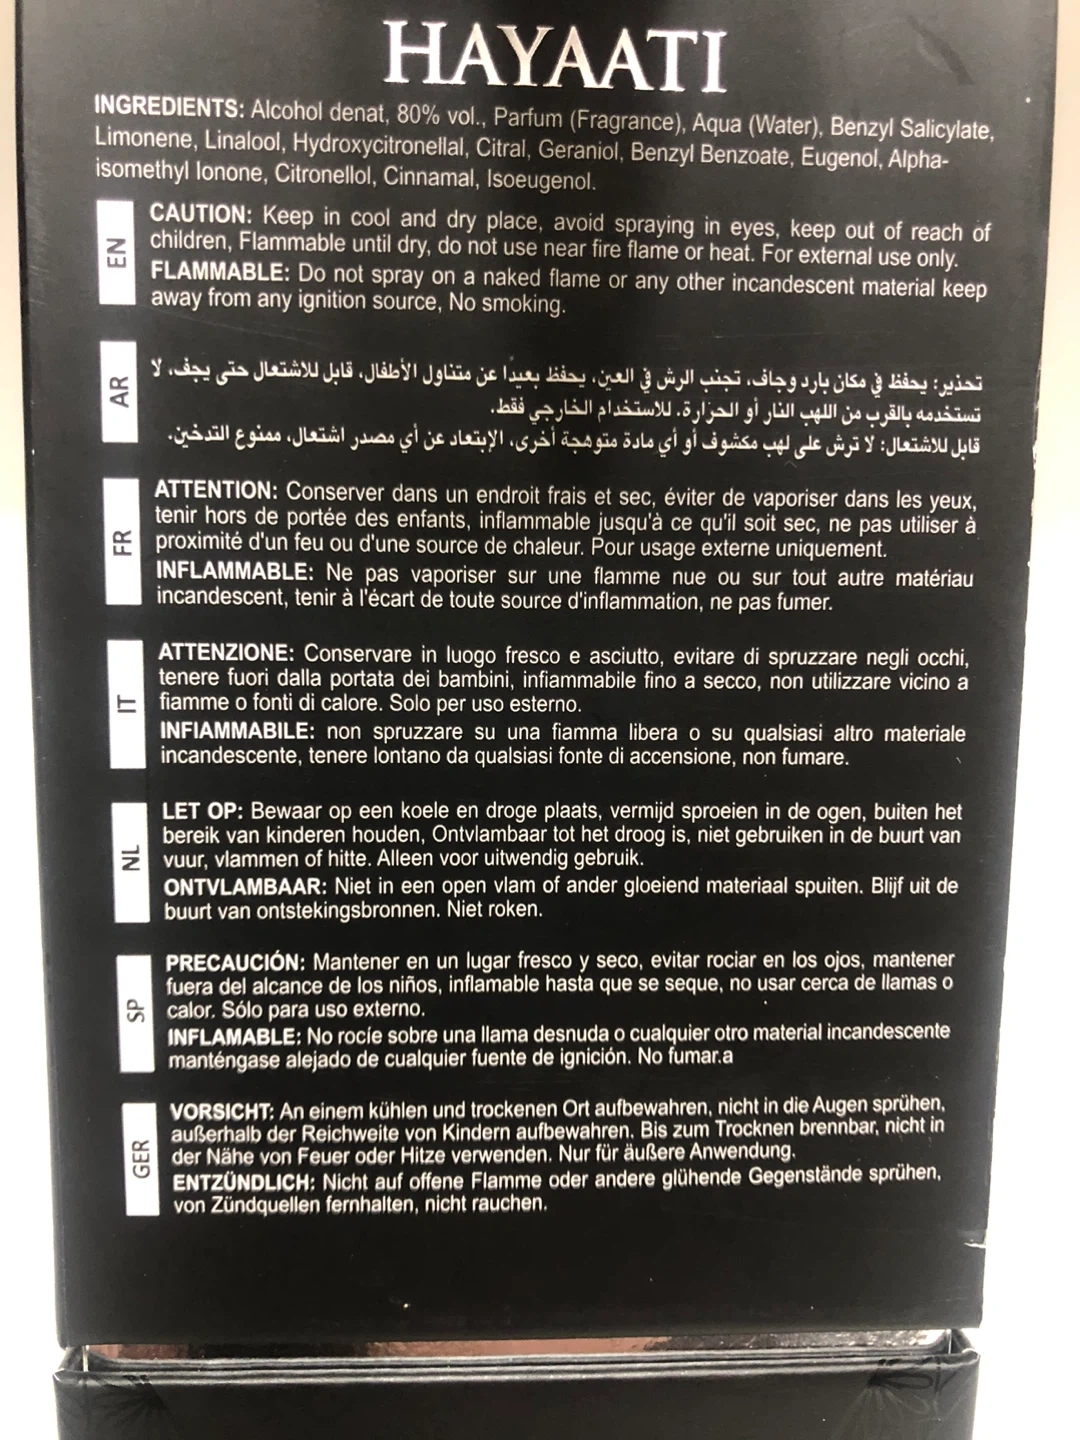 HAYAATI
INGREDIENTS: Alcohol denat, 80% vol., Parfum (Fragrance), Aqua (Water), Benzyl Salicylate,
Limonene, Linalool, Hydroxycitronellal, Citral, Geraniol, Benzyl Benzoate, Eugenol, Alpha-
isomethyl Ionone, Citronellol, Cinnamal, Isoeugenol.
EN
CAUTION: Keep in cool and dry place, avoid spraying in eyes, keep out of reach of
children, Flammable until dry, do not use near fire flame or heat. For external use only.
FLAMMABLE: Do not spray on a naked flame or any other incandescent material keep
away from any ignition source, No smoking.
AR
تحذير: يحفظ في مكان بارد وجاف، تجنب الرش في العين، يحفظ بعيدًا عن متناول الأطفال، قابل للاشتعال حتى يجف، لا
تستخدمه بالقرب من اللهب النار أو الحرارة. للاستخدام الخارجي فقط.
قابل للاشتعال: لا ترش على لهب مكشوف أو أي مادة متوهجة أخرى، الإبتعاد عن أي مصدر اشتعال، ممنوع التدخين.
FR
ATTENTION: Conserver dans un endroit frais et sec, éviter de vaporiser dans les yeux,
tenir hors de portée des enfants, inflammable jusqu'à ce qu'il soit sec, ne pas utiliser à
proximité d'un feu ou d'une source de chaleur. Pour usage externe uniquement.
INFLAMMABLE: Ne pas vaporiser sur une flamme nue ou sur tout autre matériau
incandescent, tenir à l'écart de toute source d'inflammation, ne pas fumer.
IT
ATTENZIONE: Conservare in luogo fresco e asciutto, evitare di spruzzare negli occhi,
tenere fuori dalla portata dei bambini, infiammabile fino a secco, non utilizzare vicino a
fiamme o fonti di calore. Solo per uso esterno.
INFIAMMABILE: non spruzzare su una fiamma libera o su qualsiasi altro materiale
incandescente, tenere lontano da qualsiasi fonte di accensione, non fumare.
NL
LET OP: Bewaar op een koele en droge plaats, vermijd sproeien in de ogen, buiten het
bereik van kinderen houden, Ontvlambaar tot het droog is, niet gebruiken in de buurt van
vuur, vlammen of hitte. Alleen voor uitwendig gebruik.
ONTVLAMBAAR: Niet in een open vlam of ander gloeiend materiaal spuiten. Blijf uit de
buurt van ontstekingsbronnen. Niet roken.
SP
PRECAUCIÓN: Mantener en un lugar fresco y seco, evitar rociar en los ojos, mantener
fuera del alcance de los niños, inflamable hasta que se seque, no usar cerca de llamas o
calor. Sólo para uso externo.
INFLAMABLE: No rocíe sobre una llama desnuda o cualquier otro material incandescente
manténgase alejado de cualquier fuente de ignición. No fumar.a
GER
VORSICHT: An einem kühlen und trockenen Ort aufbewahren, nicht in die Augen sprühen,
außerhalb der Reichweite von Kindern aufbewahren. Bis zum Trocknen brennbar, nicht in
der Nähe von Feuer oder Hitze verwenden. Nur für äußere Anwendung.
ENTZÜNDLICH: Nicht auf offene Flamme oder andere glühende Gegenstände sprühen,
von Zündquellen fernhalten, nicht rauchen.